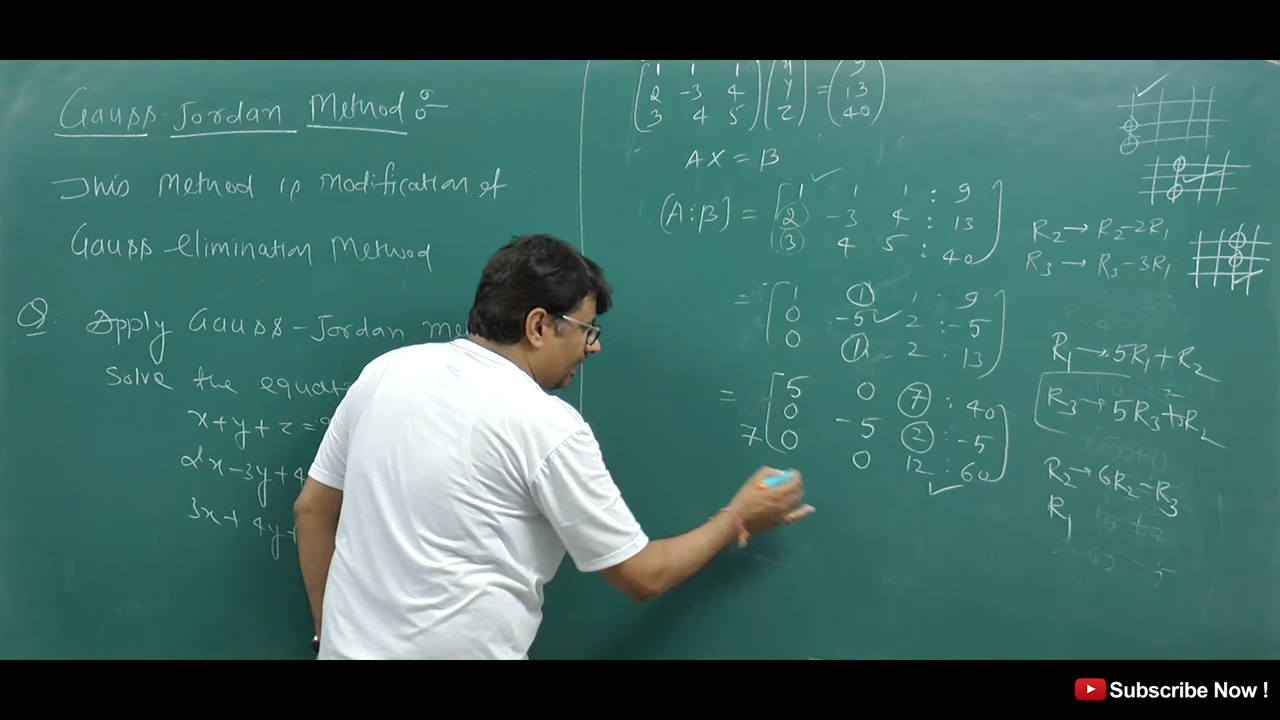 Gauss-Jordan Method :-
This Method is modification of
Gauss-elimination Method
Q. Apply Gauss-Jordan me
Solve the equat
x+y+z=9
2x-3y+4
3x+4y+
[1 1 1] [x] = [9]
[2 -3 4] [y] = [13]
[3 4 5] [z] = [40]
AX = B
(A:B) = [1 1 1 : 9]
2 -3 4 : 13
3 4 5 : 40
R2 → R2-2R1
R3 → R3-3R1
= [1 1 1 : 9]
0 -5 2 : -5
0 1 2 : 13
R1 → 5R1+R2
R3 → 5R3+R2
= [5 0 7 : 40]
0 -5 2 : -5
7 0 0 12 : 60
R2 → 6R2-R3
R1
Subscribe Now !